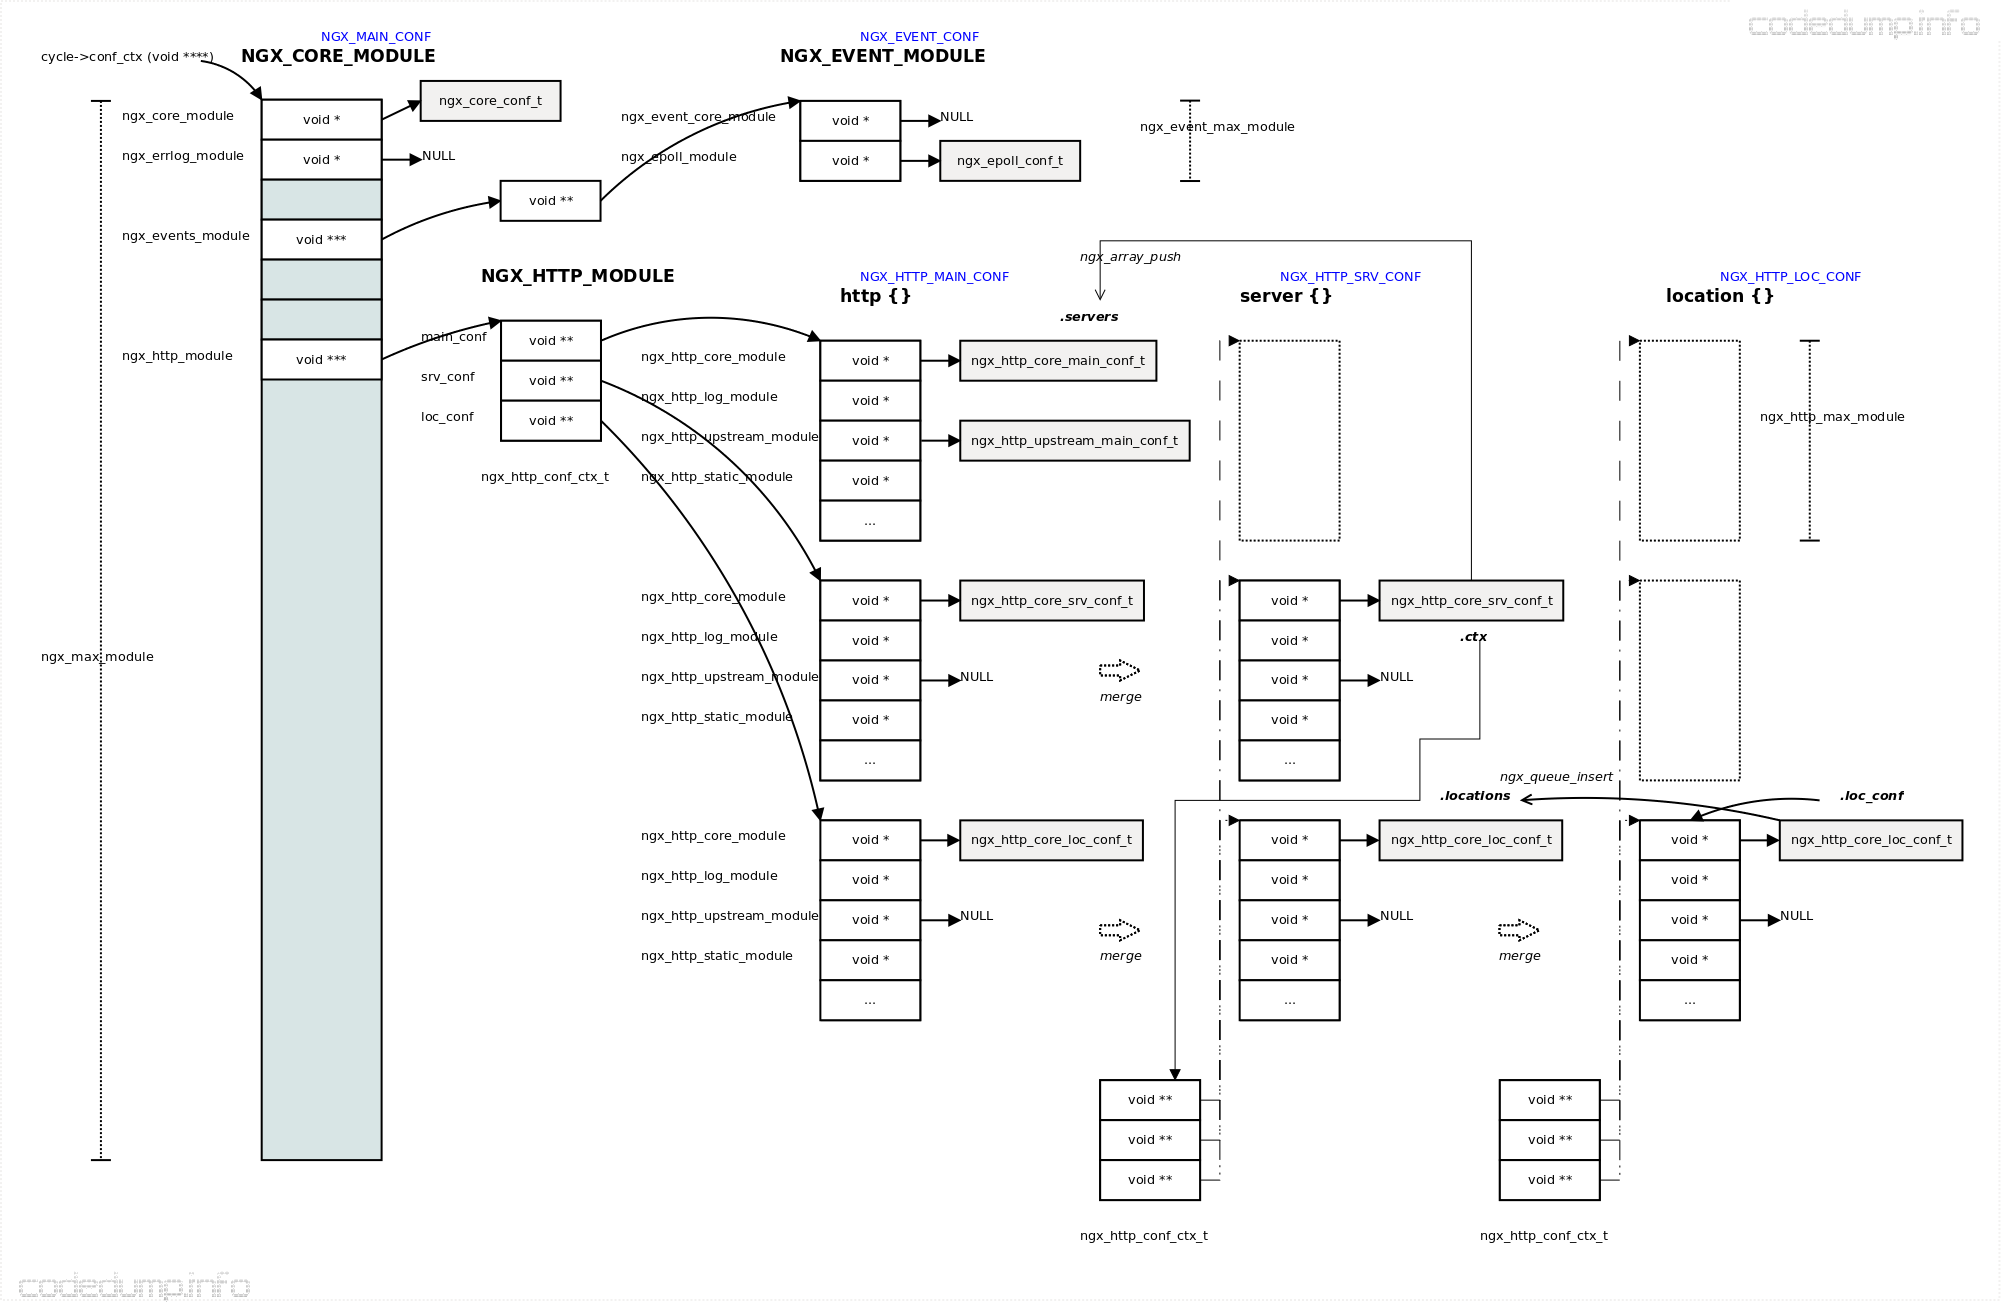 codedump.info
NGX_MAIN_CONF
NGX_EVENT_CONF
cycle->conf_ctx (void ****)
NGX_CORE_MODULE
NGX_EVENT_MODULE
ngx_core_conf_t
ngx_core_module
void *
ngx_event_core_module
void *
NULL
ngx_event_max_module
ngx_errlog_module
void *
NULL
ngx_epoll_module
void *
ngx_epoll_conf_t
void **
ngx_events_module
void ***
ngx_array_push
NGX_HTTP_MODULE
NGX_HTTP_MAIN_CONF
NGX_HTTP_SRV_CONF
NGX_HTTP_LOC_CONF
http {}
server {}
location {}
.servers
main_conf
void **
ngx_http_module
void ***
ngx_http_core_module
void *
ngx_http_core_main_conf_t
srv_conf
void **
ngx_http_log_module
void *
loc_conf
void **
ngx_http_max_module
ngx_http_upstream_module
void *
ngx_http_upstream_main_conf_t
ngx_http_conf_ctx_t
ngx_http_static_module
void *
...
ngx_http_core_module
void *
ngx_http_core_srv_conf_t
void *
ngx_http_core_srv_conf_t
ngx_http_log_module
void *
void *
.ctx
ngx_max_module
ngx_http_upstream_module
void *
NULL
merge
void *
NULL
ngx_http_static_module
void *
void *
...
...
ngx_queue_insert
.locations
.loc_conf
ngx_http_core_module
void *
ngx_http_core_loc_conf_t
void *
ngx_http_core_loc_conf_t
void *
ngx_http_core_loc_conf_t
ngx_http_log_module
void *
void *
void *
ngx_http_upstream_module
void *
NULL
void *
NULL
void *
NULL
ngx_http_static_module
void *
merge
void *
merge
void *
...
...
...
void **
void **
void **
void **
void **
void **
ngx_http_conf_ctx_t
ngx_http_conf_ctx_t
codedump.info